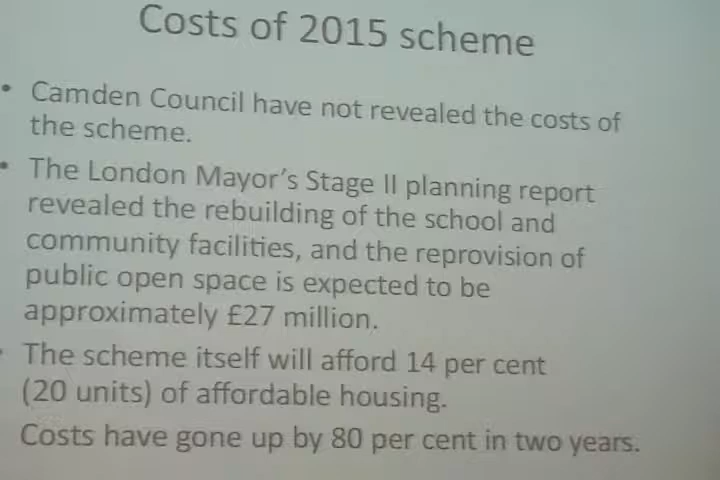 Costs of 2015 scheme
• Camden Council have not revealed the costs of
the scheme.
• The London Mayor's Stage II planning report
revealed the rebuilding of the school and
community facilities, and the reprovision of
public open space is expected to be
approximately £27 million.
• The scheme itself will afford 14 per cent
(20 units) of affordable housing.
Costs have gone up by 80 per cent in two years.